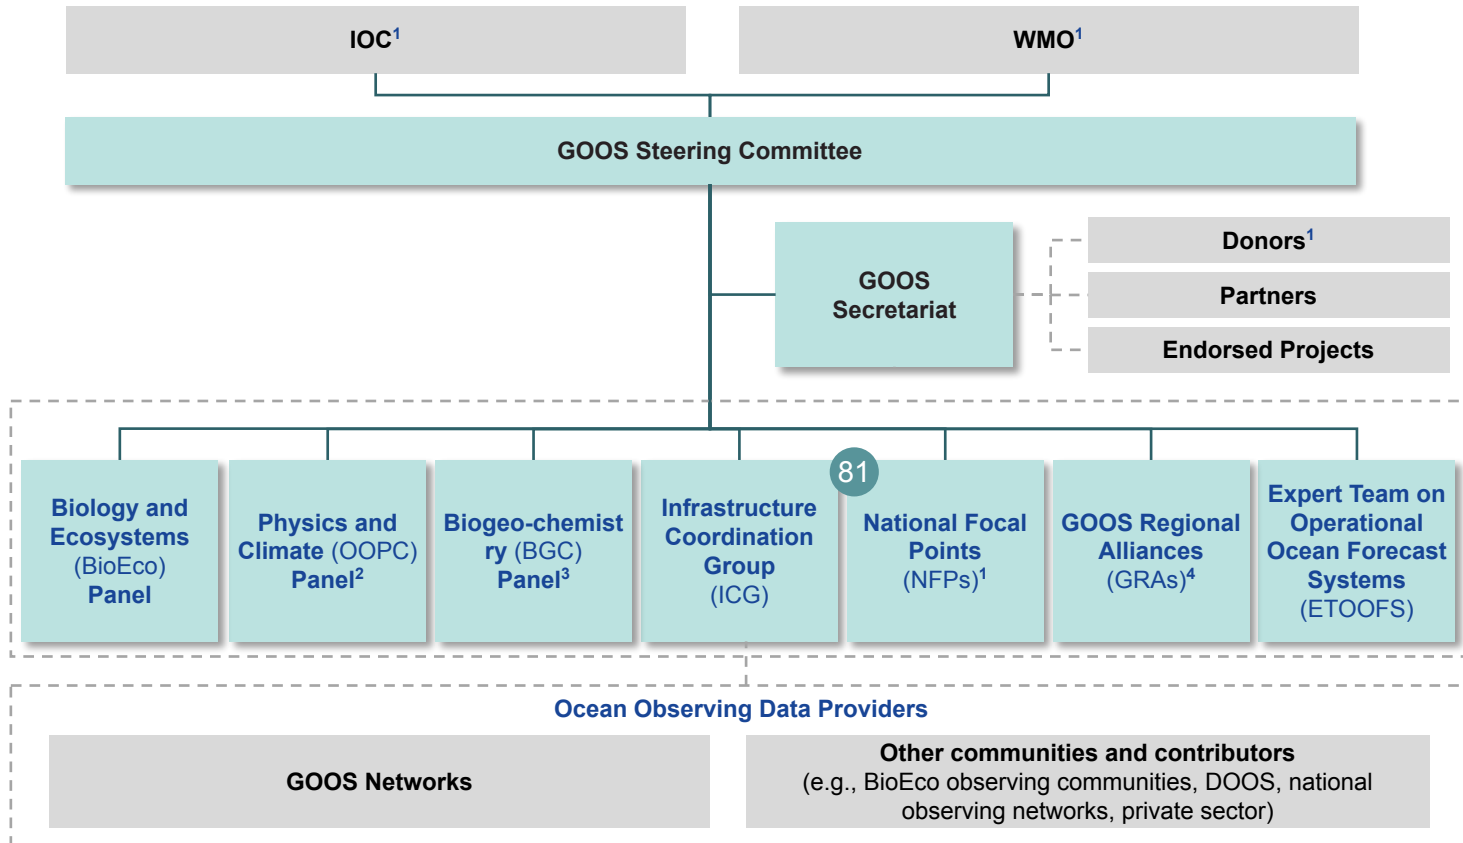 IOC1
WMO1
GOOS Steering Committee
GOOS
Secretariat
Donors1
Partners
Endorsed Projects
81
Biology and
Ecosystems
(BioEco)
Panel
Physics and
Climate (OOPC)
Panel2
Biogeo-chemist
ry (BGC)
Panel3
Infrastructure
Coordination
Group
(ICG)
National Focal
Points
(NFPs)1
GOOS Regional
Alliances
(GRAs)4
Expert Team on
Operational
Ocean Forecast
Systems
(ETOOFS)
Ocean Observing Data Providers
GOOS Networks
Other communities and contributors
(e.g., BioEco observing communities, DOOS, national
observing networks, private sector)